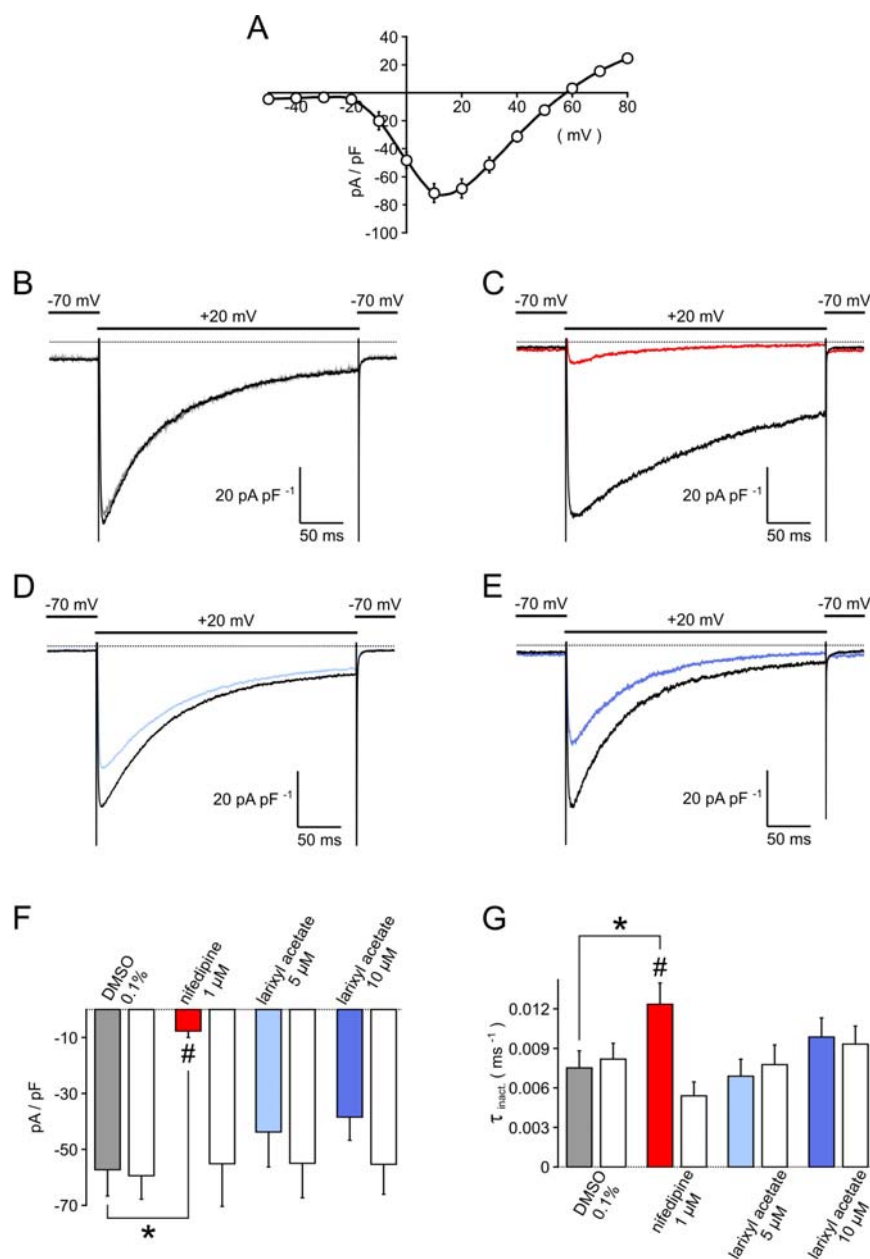 A
40
20
-40
-20
20
40
60
80
-20
( mV )
-40
-60
-80
-100
pA / pF
B
-70 mV
-70 mV
+20 mV
20 pA pF -1
50 ms
C
-70 mV
-70 mV
+20 mV
20 pA pF -1
50 ms
D
-70 mV
-70 mV
+20 mV
20 pA pF -1
50 ms
E
-70 mV
-70 mV
+20 mV
20 pA pF -1
50 ms
F
DMSO
0.1%
nifedipine
1 µM
larixyl acetate
5 µM
larixyl acetate
10 µM
-10
-30
-50
-70
pA / pF
#
*
G
*
#
0.012
0.009
0.006
0.003
0
τ inact. ( ms -1 )
DMSO
0.1%
nifedipine
1 µM
larixyl acetate
5 µM
larixyl acetate
10 µM